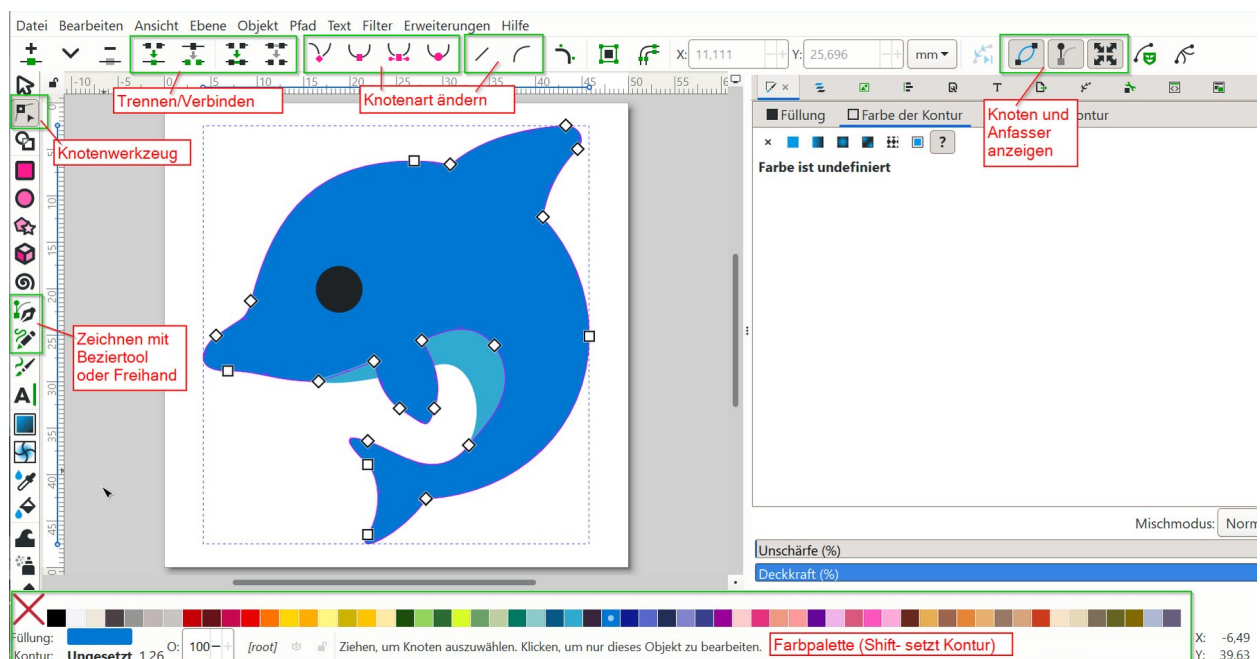 Datei Bearbeiten Ansicht Ebene Objekt Pfad Text Filter Erweiterungen Hilfe
X: 11,111 Y: 25,696 mm
Trennen/Verbinden
Knotenart ändern
Knoten und
Anfasser
anzeigen
Knotenwerkzeug
Füllung Farbe der Kontur ontur
?
Farbe ist undefiniert
Zeichnen mit
Beziertool
oder Freihand
Mischmodus: Norm
Unschärfe (%)
Deckkraft (%)
Füllung:
Kontur: Ungesetzt 1,26 O: 100 [root] Ziehen, um Knoten auszuwählen. Klicken, um nur dieses Objekt zu bearbeiten.
Farbpalette (Shift- setzt Kontur)
X: -6,49
Y: 39,63